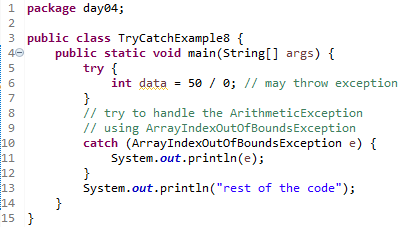 1 package day04;
2
3 public class TryCatchExample8 {
4 public static void main(String[] args) {
5 try {
6 int data = 50 / 0; // may throw exception
7 }
8 // try to handle the ArithmeticException
9 // using ArrayIndexOutOfBoundsException
10 catch (ArrayIndexOutOfBoundsException e) {
11 System.out.println(e);
12 }
13 System.out.println("rest of the code");
14 }
15 }